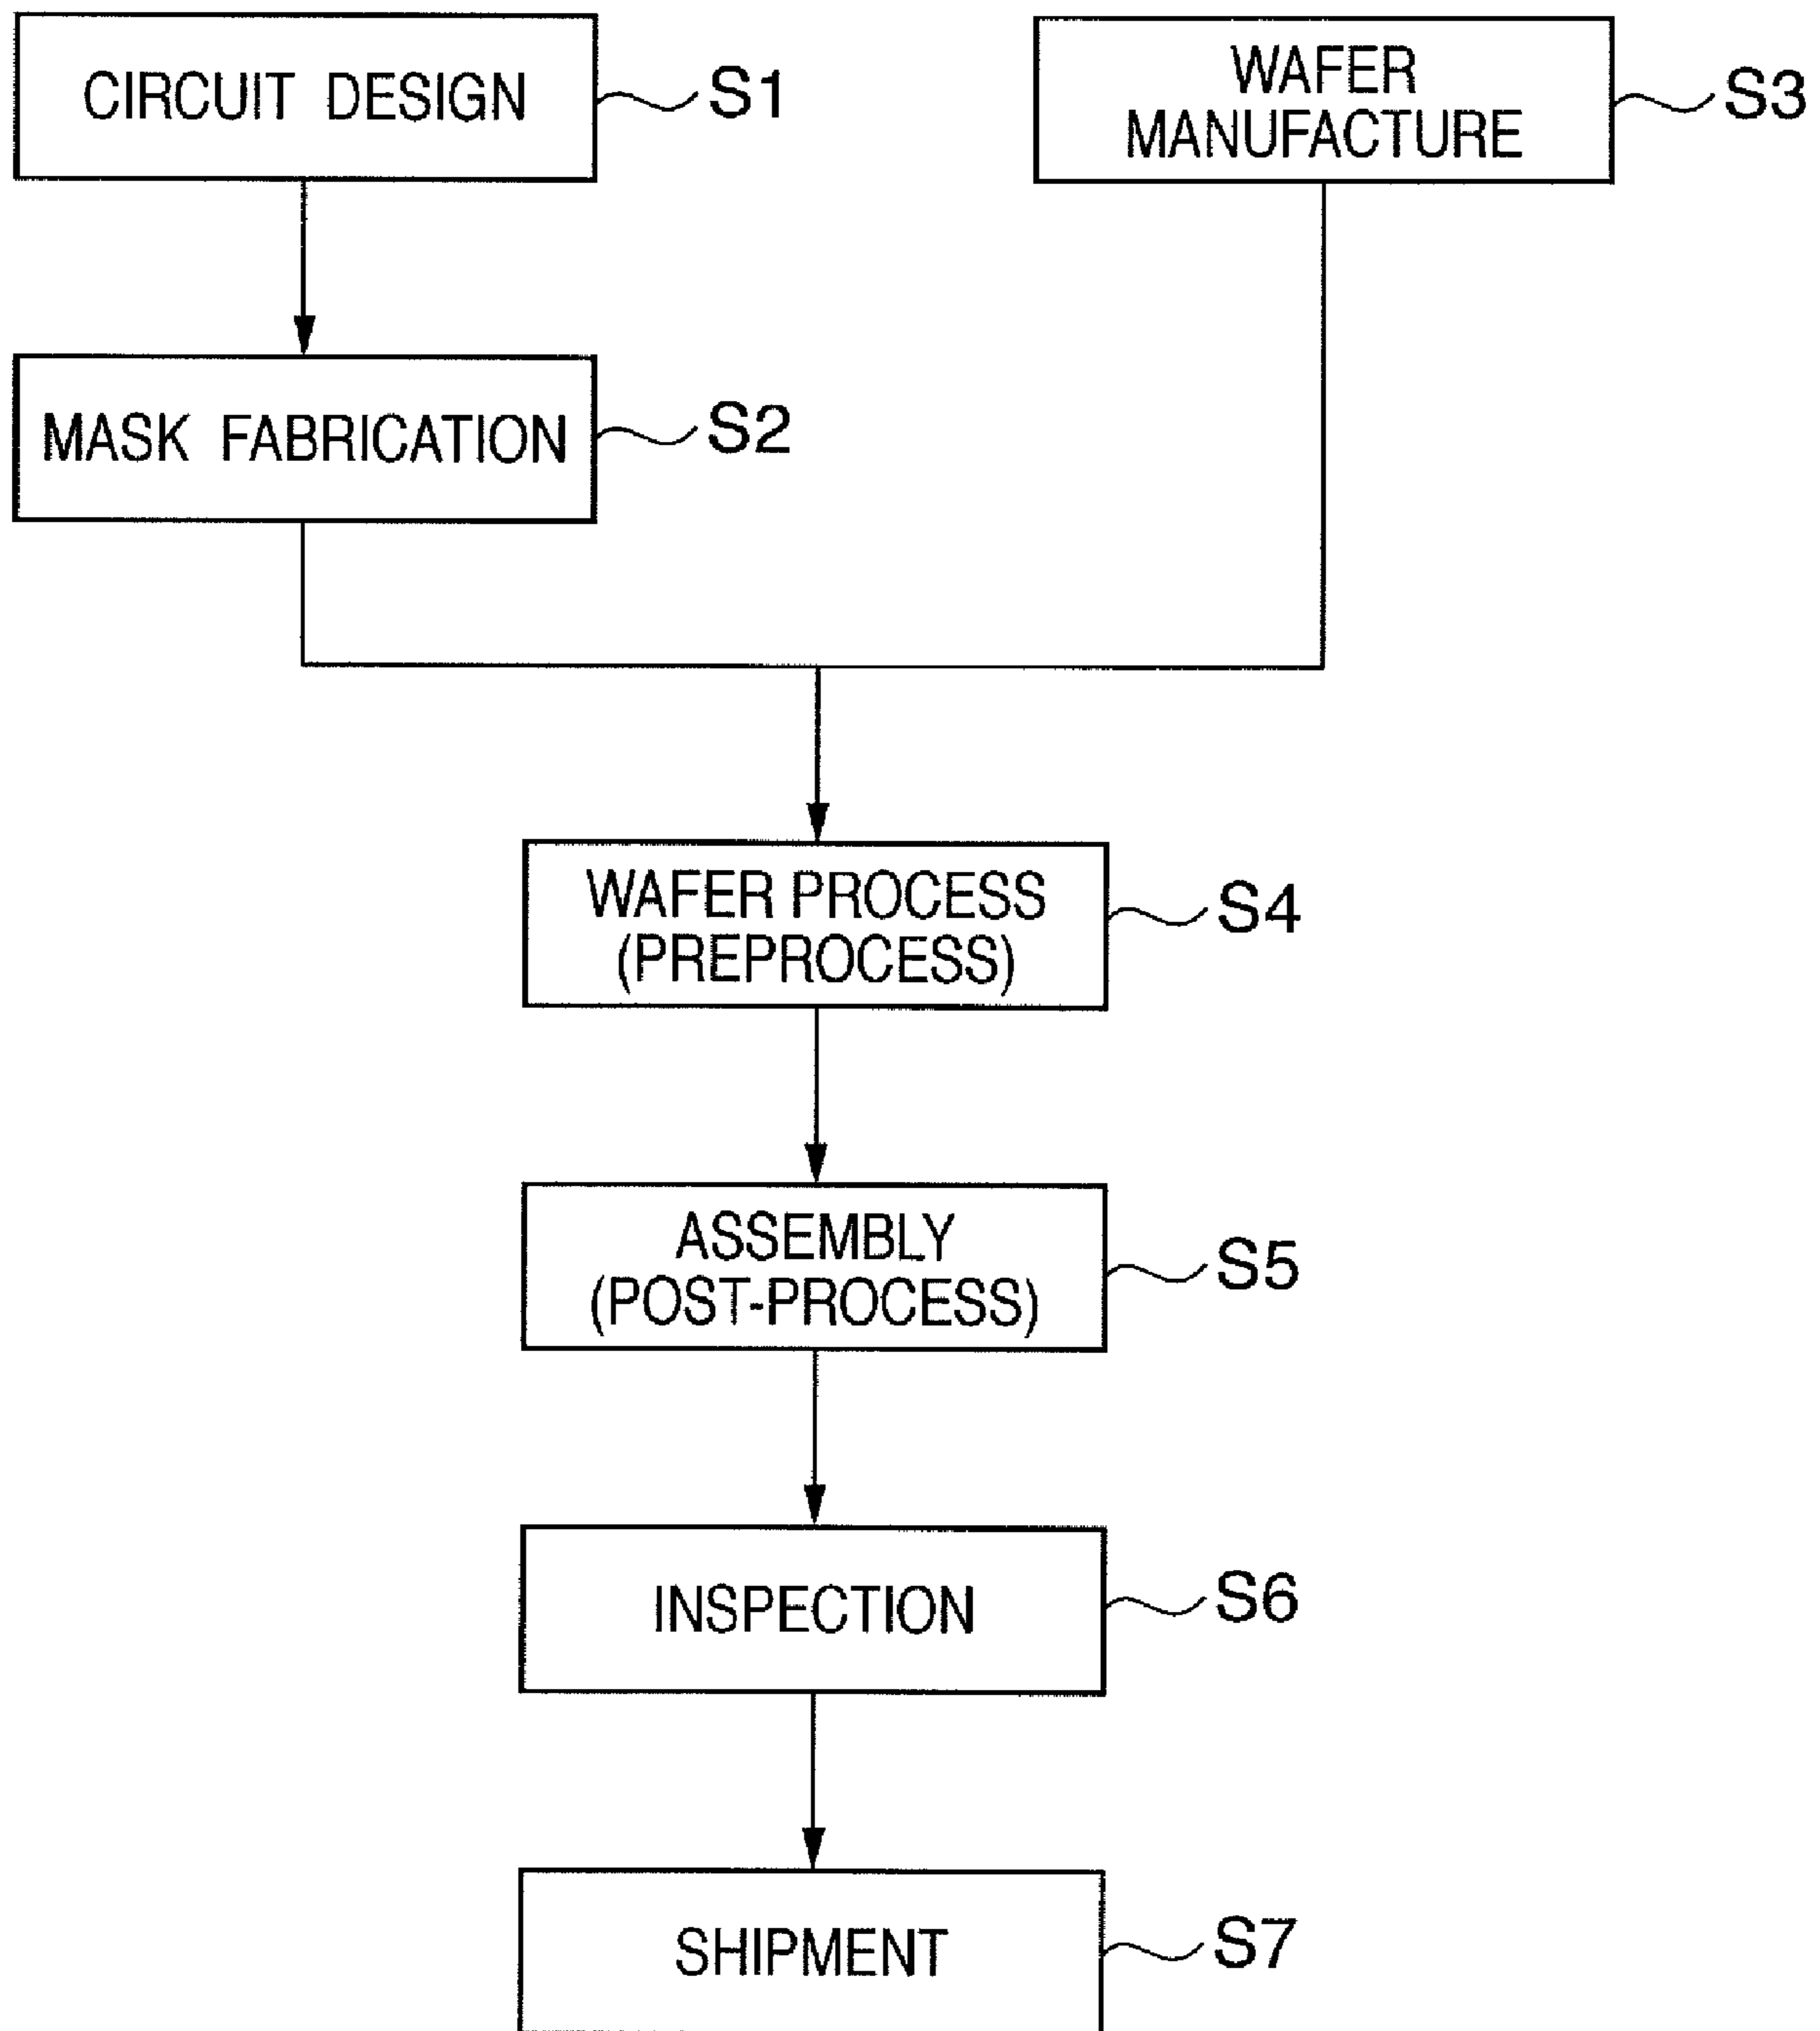 CIRCUIT DESIGN
S1
WAFER
MANUFACTURE
S3
MASK FABRICATION
S2
WAFER PROCESS
(PREPROCESS)
S4
ASSEMBLY
(POST-PROCESS)
S5
INSPECTION
S6
SHIPMENT
S7